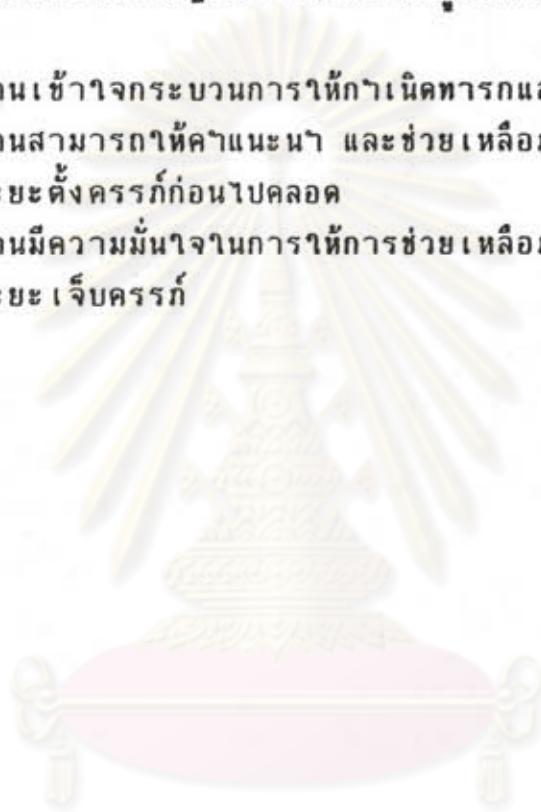 นเข้าใจกระบวนการให้กำเนิดทารกแล
นสามารถให้คำแนะนำ และช่วยเหลือภ
ยะตั้งครรภ์ก่อนไปคลอด
นมีความมั่นใจในการให้การช่วยเหลือภ
ยะเจ็บครรภ์